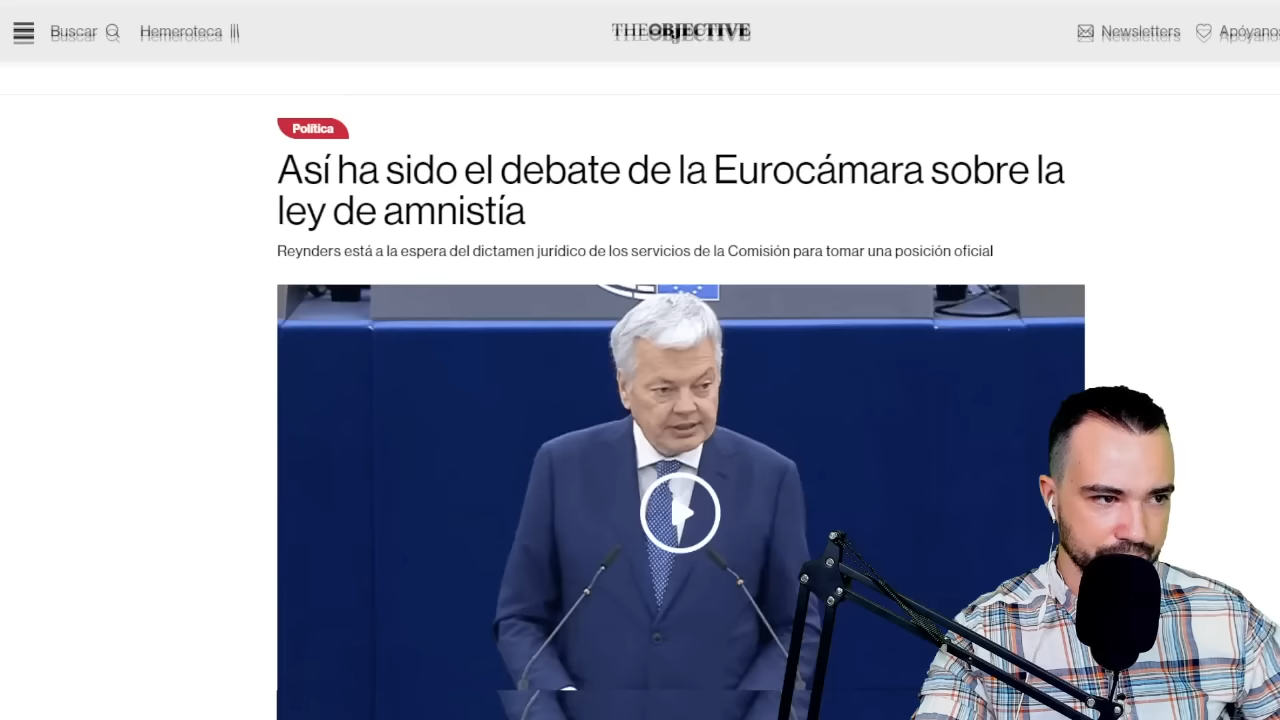 Buscar
Hemeroteca
THE OBJECTIVE
Newsletters
Apóyanos
Política
Así ha sido el debate de la Eurocámara sobre la
ley de amnistía
Reynders está a la espera del dictamen jurídico de los servicios de la Comisión para tomar una posición oficial